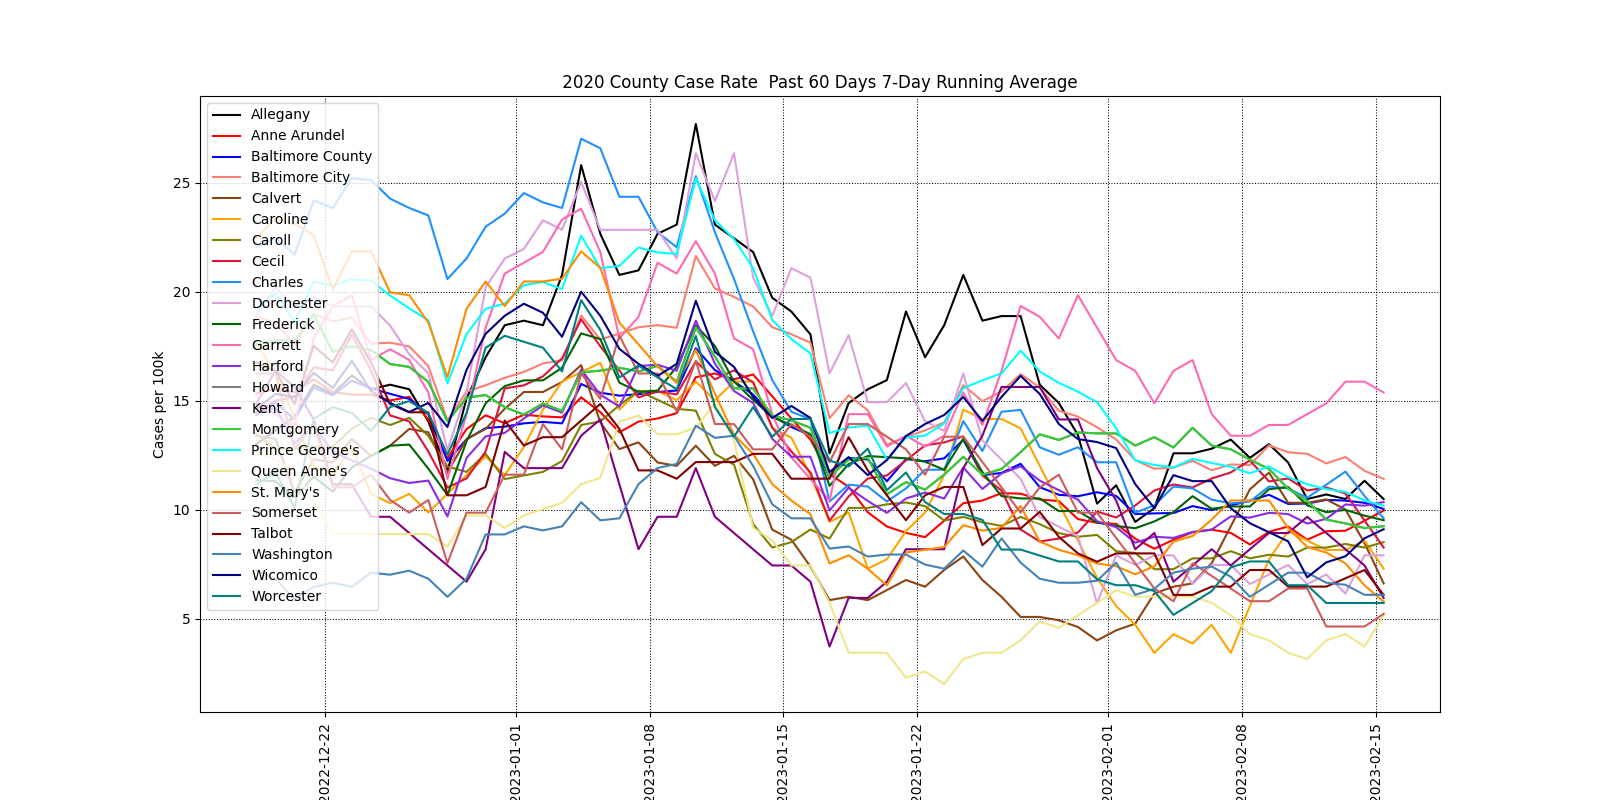 2020 County Case Rate  Past 60 Days 7-Day Running Average
Cases per 100k
25
20
15
10
5
Allegany
Anne Arundel
Baltimore County
Baltimore City
Calvert
Caroline
Caroll
Cecil
Charles
Dorchester
Frederick
Garrett
Harford
Howard
Kent
Montgomery
Prince George's
Queen Anne's
St. Mary's
Somerset
Talbot
Washington
Wicomico
Worcester
2022-12-22
2023-01-01
2023-01-08
2023-01-15
2023-01-22
2023-02-01
2023-02-08
2023-02-15